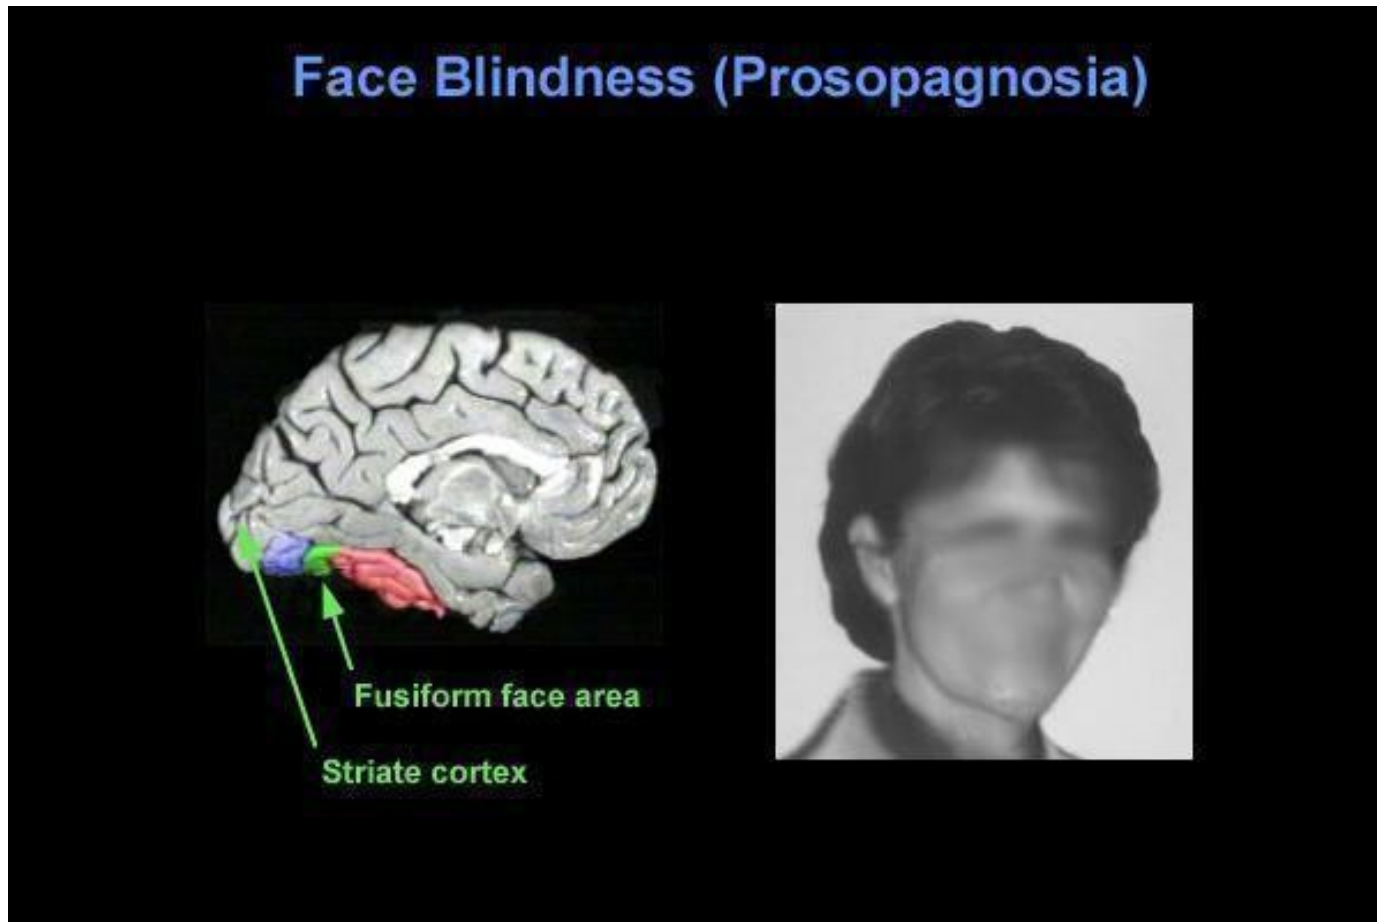 Face Blindness (Prosopagnosia)
Fusiform face area
Striate cortex